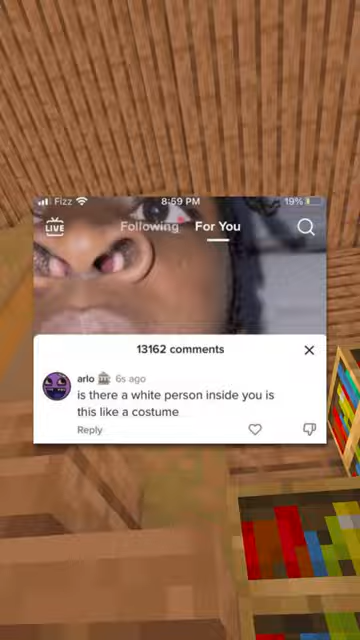 Fizz 8:59 PM 19%
LIVE Following For You
13162 comments
arlo 6s ago
is there a white person inside you is
this like a costume
Reply